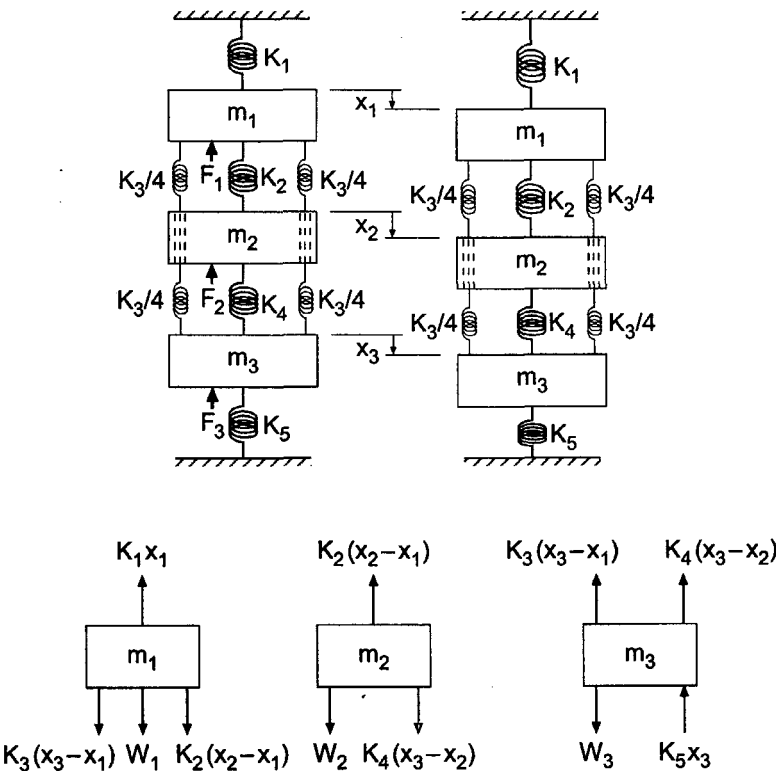 K₁ K₁
m₁ x₁ m₁
K₃/4 F₁ K₂ K₃/4 K₃/4 K₂ K₃/4
m₂ x₂ m₂
K₃/4 F₂ K₄ K₃/4 K₃/4 K₄ K₃/4
m₃ x₃ m₃
F₃ K₅ K₅
K₁x₁ K₂(x₂−x₁) K₃(x₃−x₁) K₄(x₃−x₂)
m₁ m₂ m₃
K₃(x₃−x₁) W₁ K₂(x₂−x₁) W₂ K₄(x₃−x₂) W₃ K₅x₃